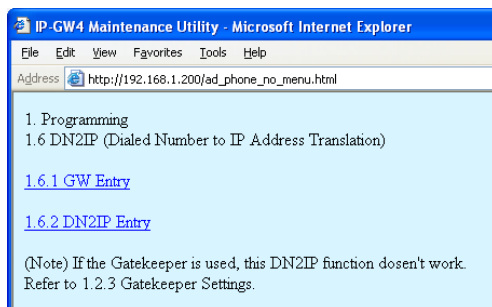 IP-GW4 Maintenance Utility - Microsoft Internet Explorer
File Edit View Favorites Tools Help
Address http://192.168.1.200/ad_phone_no_menu.html
1. Programming
1.6 DN2IP (Dialed Number to IP Address Translation)
1.6.1 GW Entry
1.6.2 DN2IP Entry
(Note) If the Gatekeeper is used, this DN2IP function dosen't work.
Refer to 1.2.3 Gatekeeper Settings.